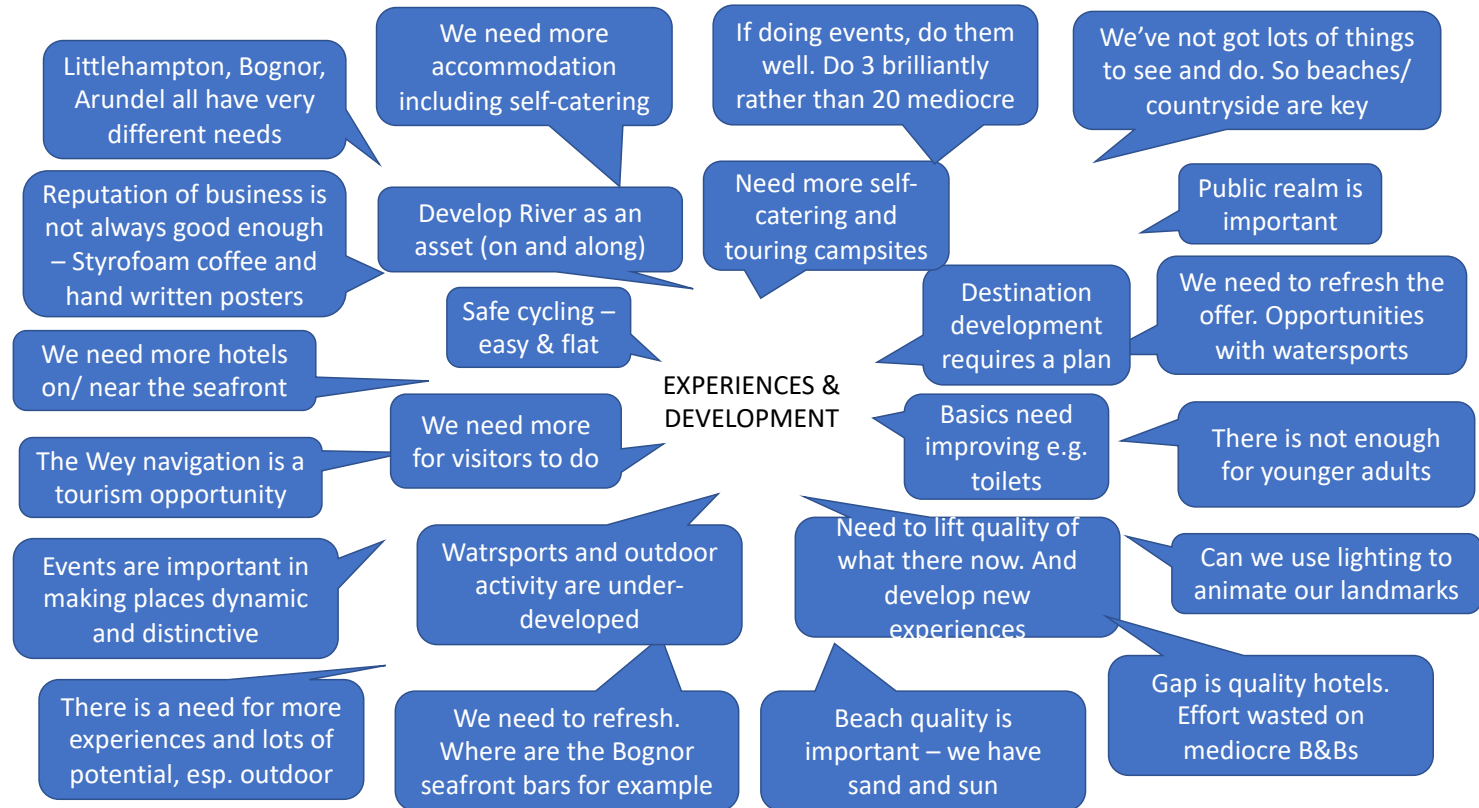 Littlehampton, Bognor,
Arundel all have very
different needs
We need more
accommodation
including self-catering
If doing events, do them
well. Do 3 brilliantly
rather than 20 mediocre
We’ve not got lots of things
to see and do. So beaches/
countryside are key
Reputation of business is
not always good enough
– Styrofoam coffee and
hand written posters
Develop River as an
asset (on and along)
Need more self-
catering and
touring campsites
Public realm is
important
Safe cycling –
easy & flat
Destination
development
requires a plan
We need to refresh the
offer. Opportunities
with watersports
We need more hotels
on/ near the seafront
EXPERIENCES &
DEVELOPMENT
We need more
for visitors to do
Basics need
improving e.g.
toilets
There is not enough
for younger adults
The Wey navigation is a
tourism opportunity
Watrsports and outdoor
activity are under-
developed
Need to lift quality of
what there now. And
develop new
experiences
Can we use lighting to
animate our landmarks
Events are important in
making places dynamic
and distinctive
There is a need for more
experiences and lots of
potential, esp. outdoor
We need to refresh.
Where are the Bognor
seafront bars for example
Beach quality is
important – we have
sand and sun
Gap is quality hotels.
Effort wasted on
mediocre B&Bs